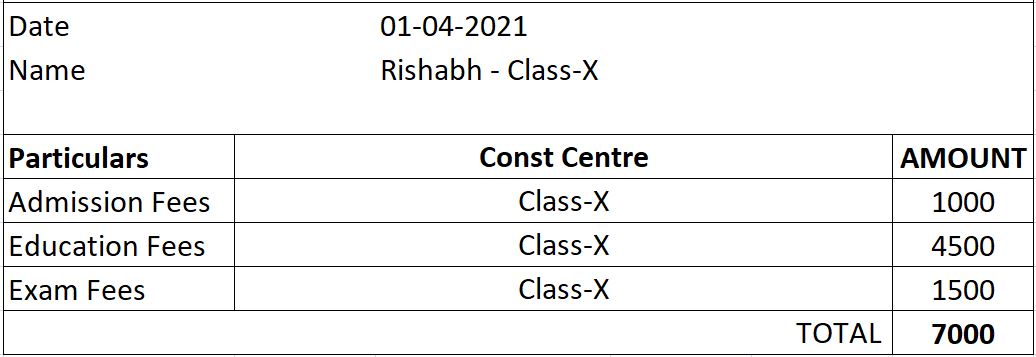 Date 01-04-2021
Name Rishabh - Class-X
Particulars Const Centre AMOUNT
Admission Fees Class-X 1000
Education Fees Class-X 4500
Exam Fees Class-X 1500
TOTAL 7000